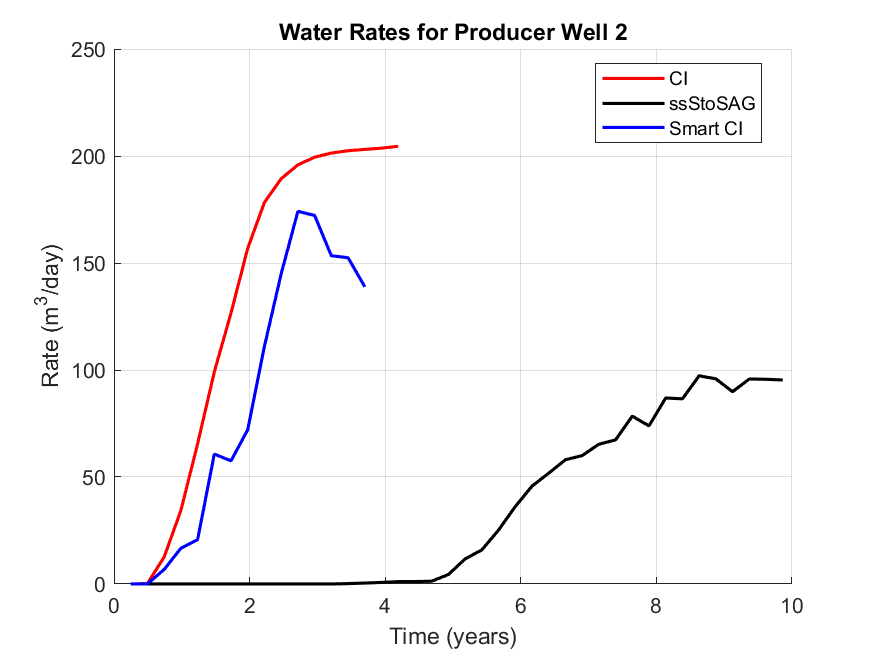 Water Rates for Producer Well 2
250
200
150
100
50
0
Rate (m³/day)
CI
ssStoSAG
Smart CI
0 2 4 6 8 10
Time (years)